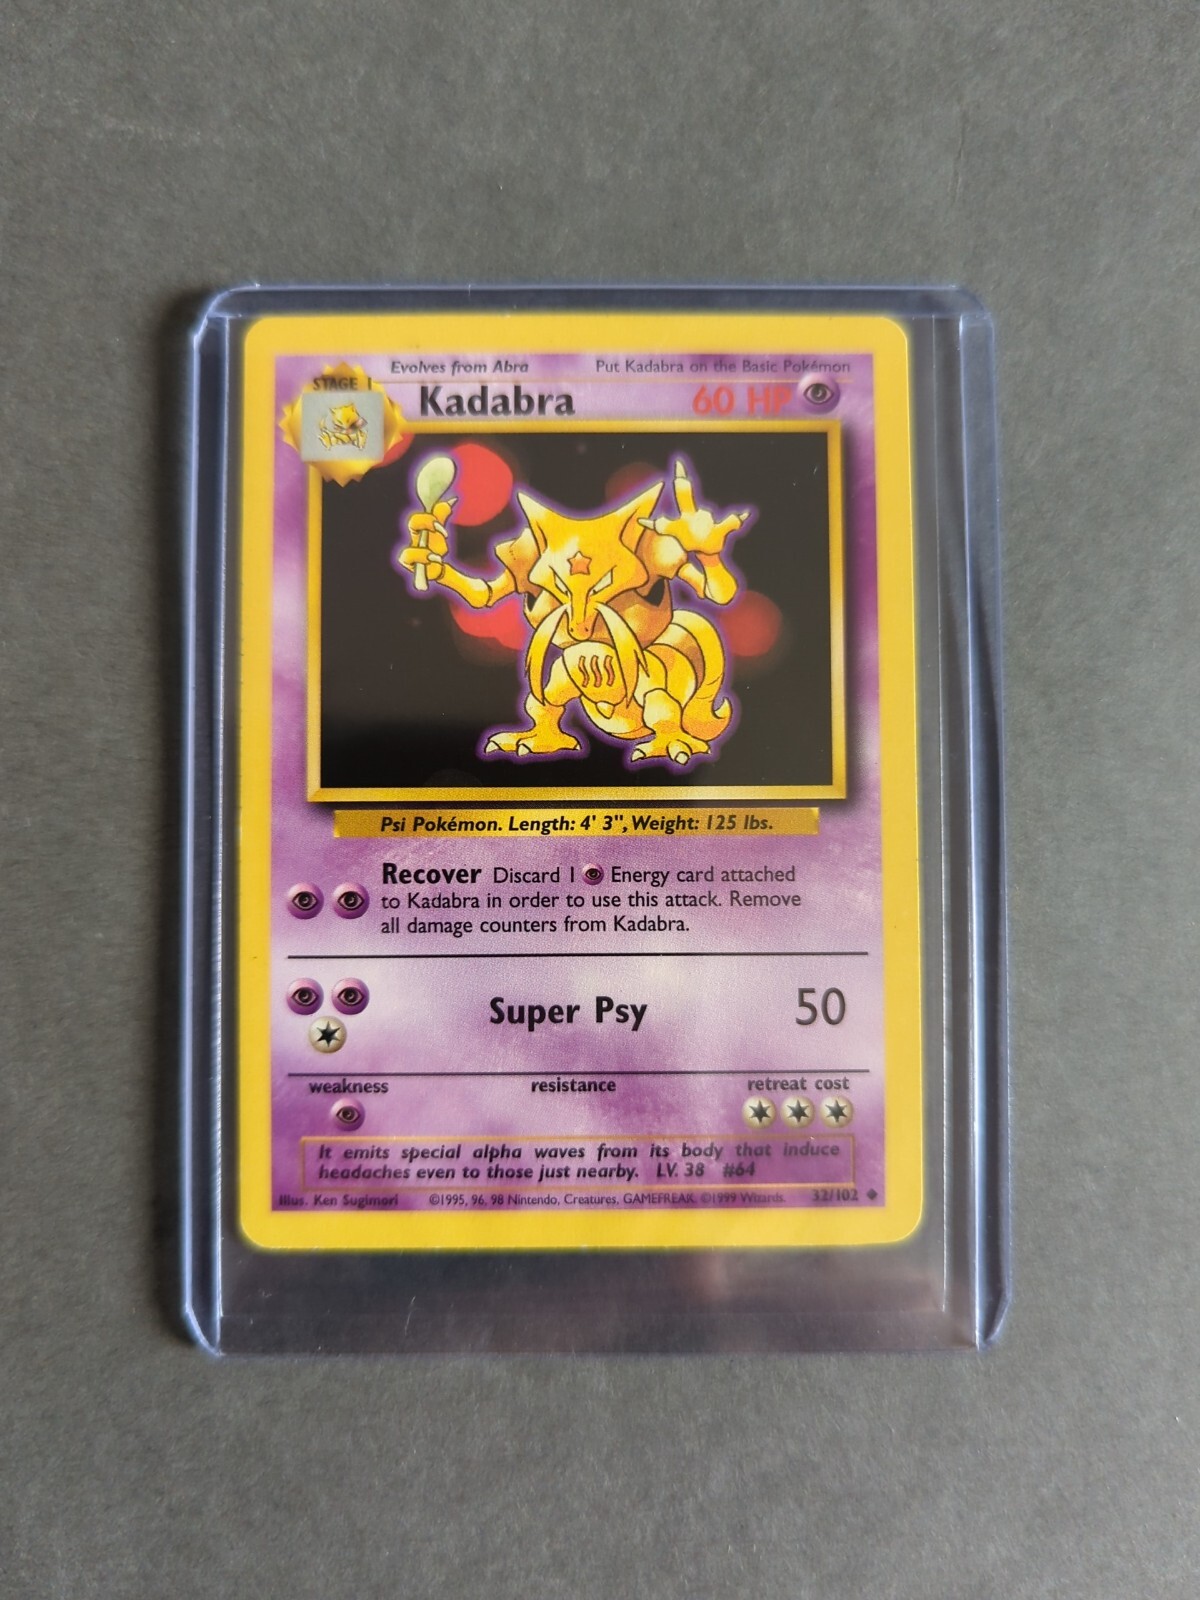 Evolves from Abra Put Kadabra on the Basic Pokémon
STAGE 1
Kadabra 60 HP
Psi Pokémon. Length: 4' 3", Weight: 125 lbs.
Recover Discard 1 Energy card attached
to Kadabra in order to use this attack. Remove
all damage counters from Kadabra.
Super Psy 50
weakness resistance retreat cost
It emits special alpha waves from its body that induce
headaches even to those just nearby. LV. 38 #64
Illus. Ken Sugimori ©1995, 96, 98 Nintendo, Creatures, GAMEFREAK. ©1999 Wizards. 32/102